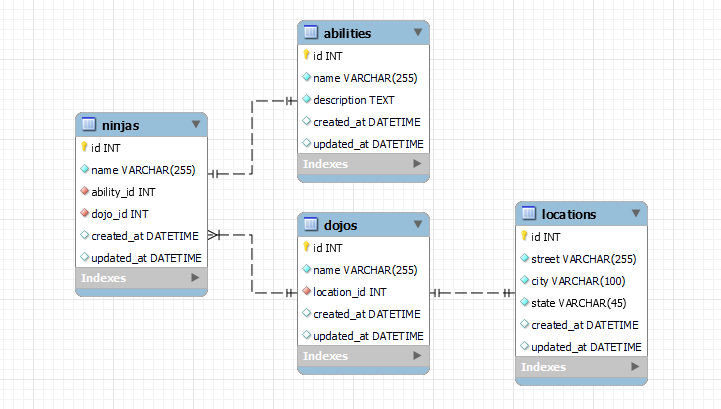 abilities
id INT
name VARCHAR(255)
description TEXT
created_at DATETIME
updated_at DATETIME
Indexes
ninjas
id INT
name VARCHAR(255)
ability_id INT
dojo_id INT
created_at DATETIME
updated_at DATETIME
Indexes
dojos
id INT
name VARCHAR(255)
location_id INT
created_at DATETIME
updated_at DATETIME
Indexes
locations
id INT
street VARCHAR(255)
city VARCHAR(100)
state VARCHAR(45)
created_at DATETIME
updated_at DATETIME
Indexes